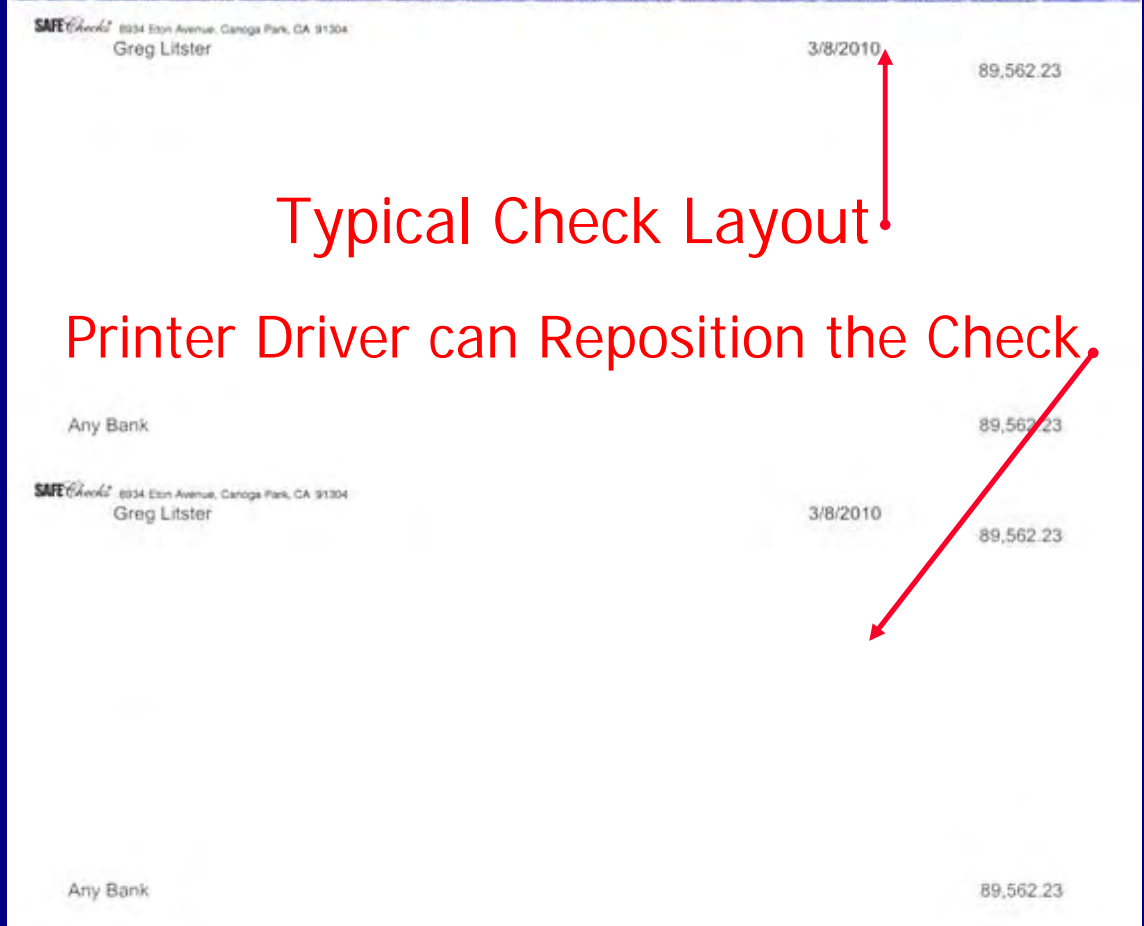 SAFEChecks® 8934 Eton Avenue, Canoga Park, CA 91304
Greg Litster 3/8/2010
89,562.23
Typical Check Layout
Printer Driver can Reposition the Check
Any Bank 89,562.23
SAFEChecks® 8934 Eton Avenue, Canoga Park, CA 91304
Greg Litster 3/8/2010
89,562.23
Any Bank 89,562.23